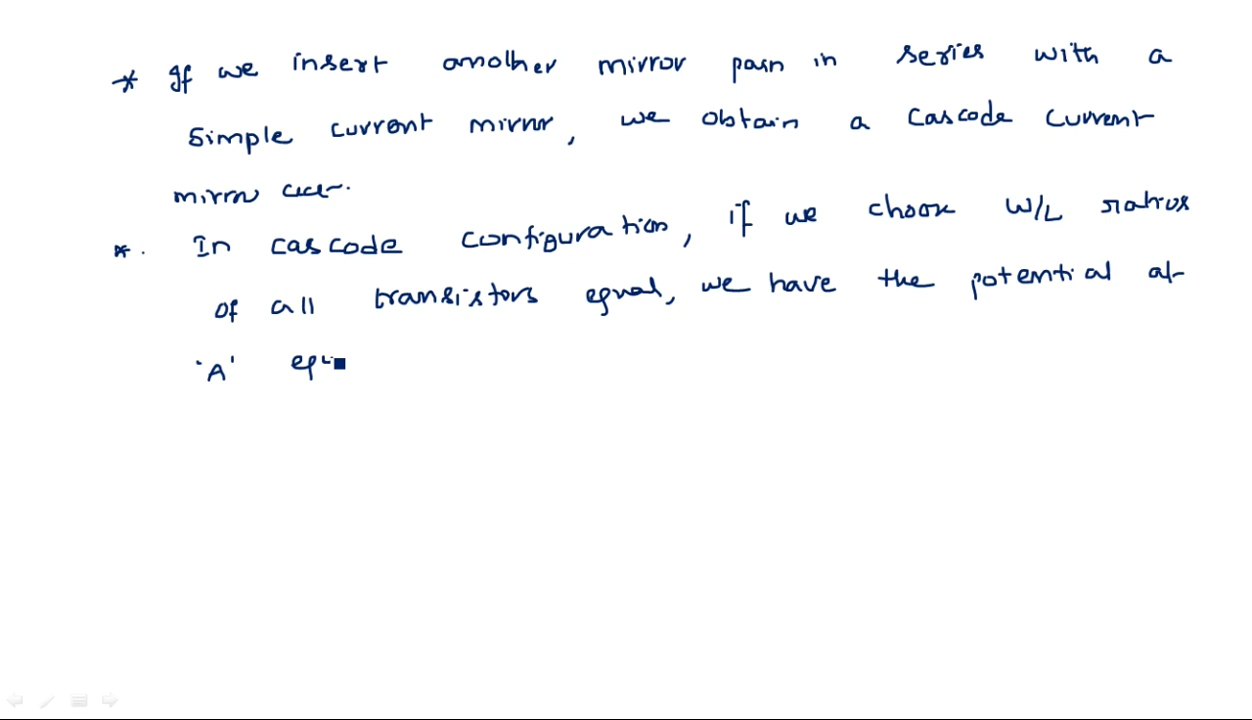 * If we insert another mirror pair in series with a
simple current mirror, we obtain a cascode current
mirror
*. In cascode configuration, if we choose W/L ratios
of all transistors equal, we have the potential at
'A' equ